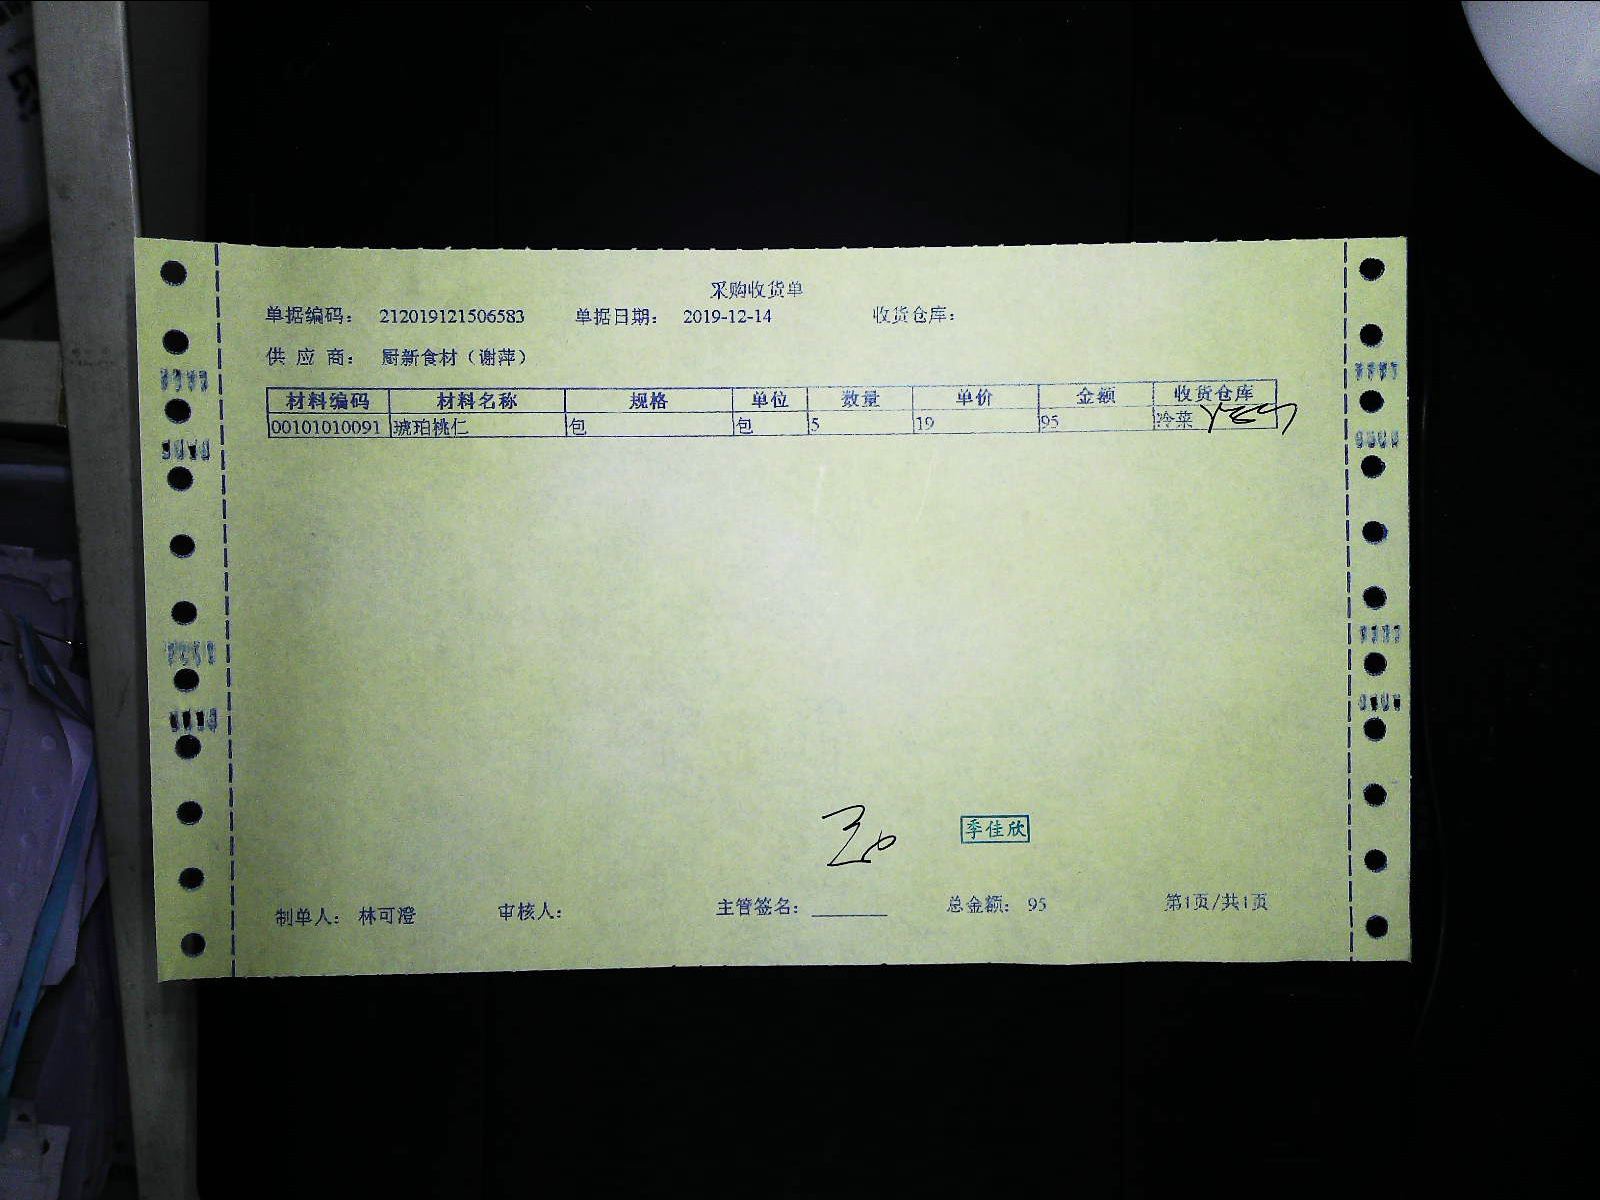 采购收货单
单据编码： 212019121506583 单据日期： 2019-12-14 收货仓库：
供 应 商： 厨新食材（谢萍）
材料编码 材料名称 规格 单位 数量 单价 金额 收货仓库
00101010091 琥珀桃仁 包 包 5 19 95 冷菜
季佳欣
制单人： 林可澄 审核人： 主管签名： ________ 总金额： 95 第1页/共1页